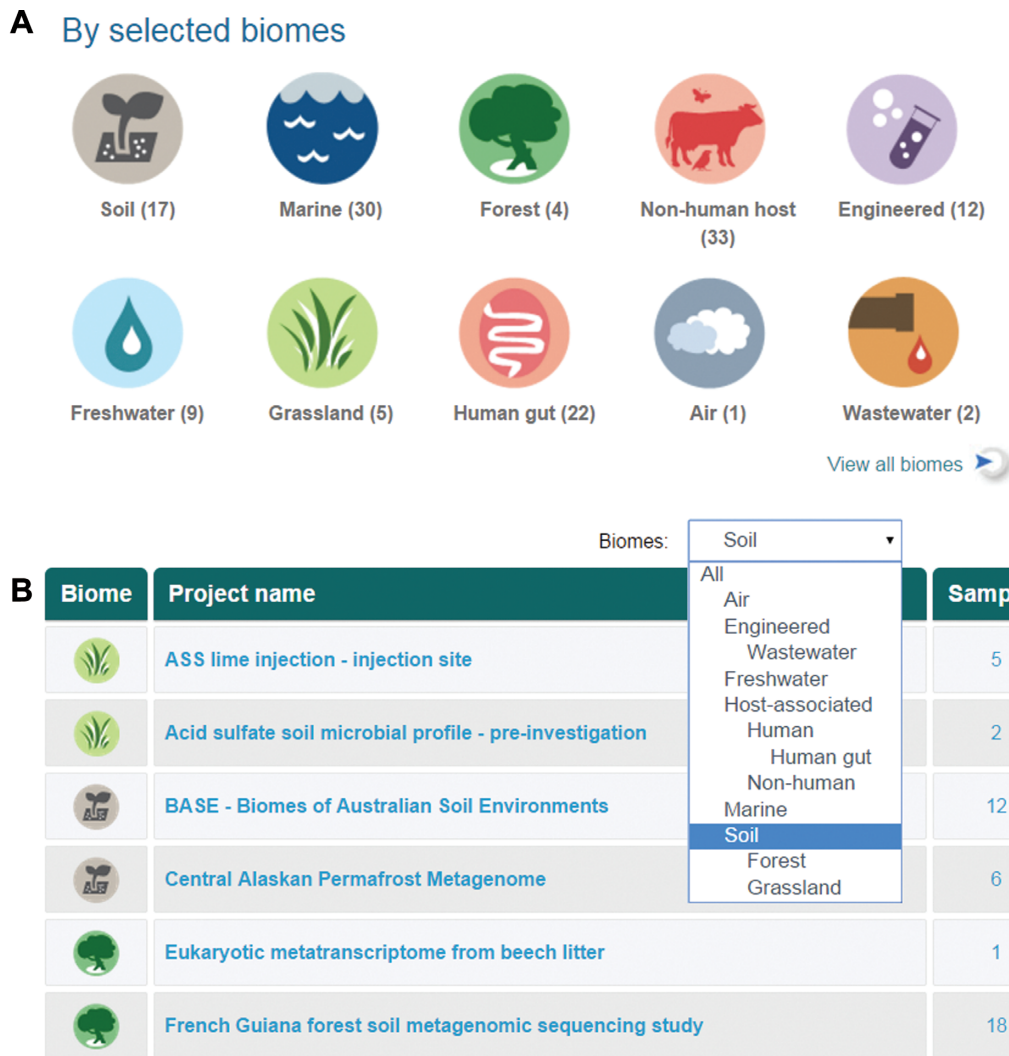 A By selected biomes
Soil (17) Marine (30) Forest (4) Non-human host (33) Engineered (12)
Freshwater (9) Grassland (5) Human gut (22) Air (1) Wastewater (2)
View all biomes
Biomes: Soil
All
Air
Engineered
Wastewater
Freshwater
Host-associated
Human
Human gut
Non-human
Marine
Soil
Forest
Grassland
B Biome Project name Samp
ASS lime injection - injection site 5
Acid sulfate soil microbial profile - pre-investigation 2
BASE - Biomes of Australian Soil Environments 12
Central Alaskan Permafrost Metagenome 6
Eukaryotic metatranscriptome from beech litter 1
French Guiana forest soil metagenomic sequencing study 18